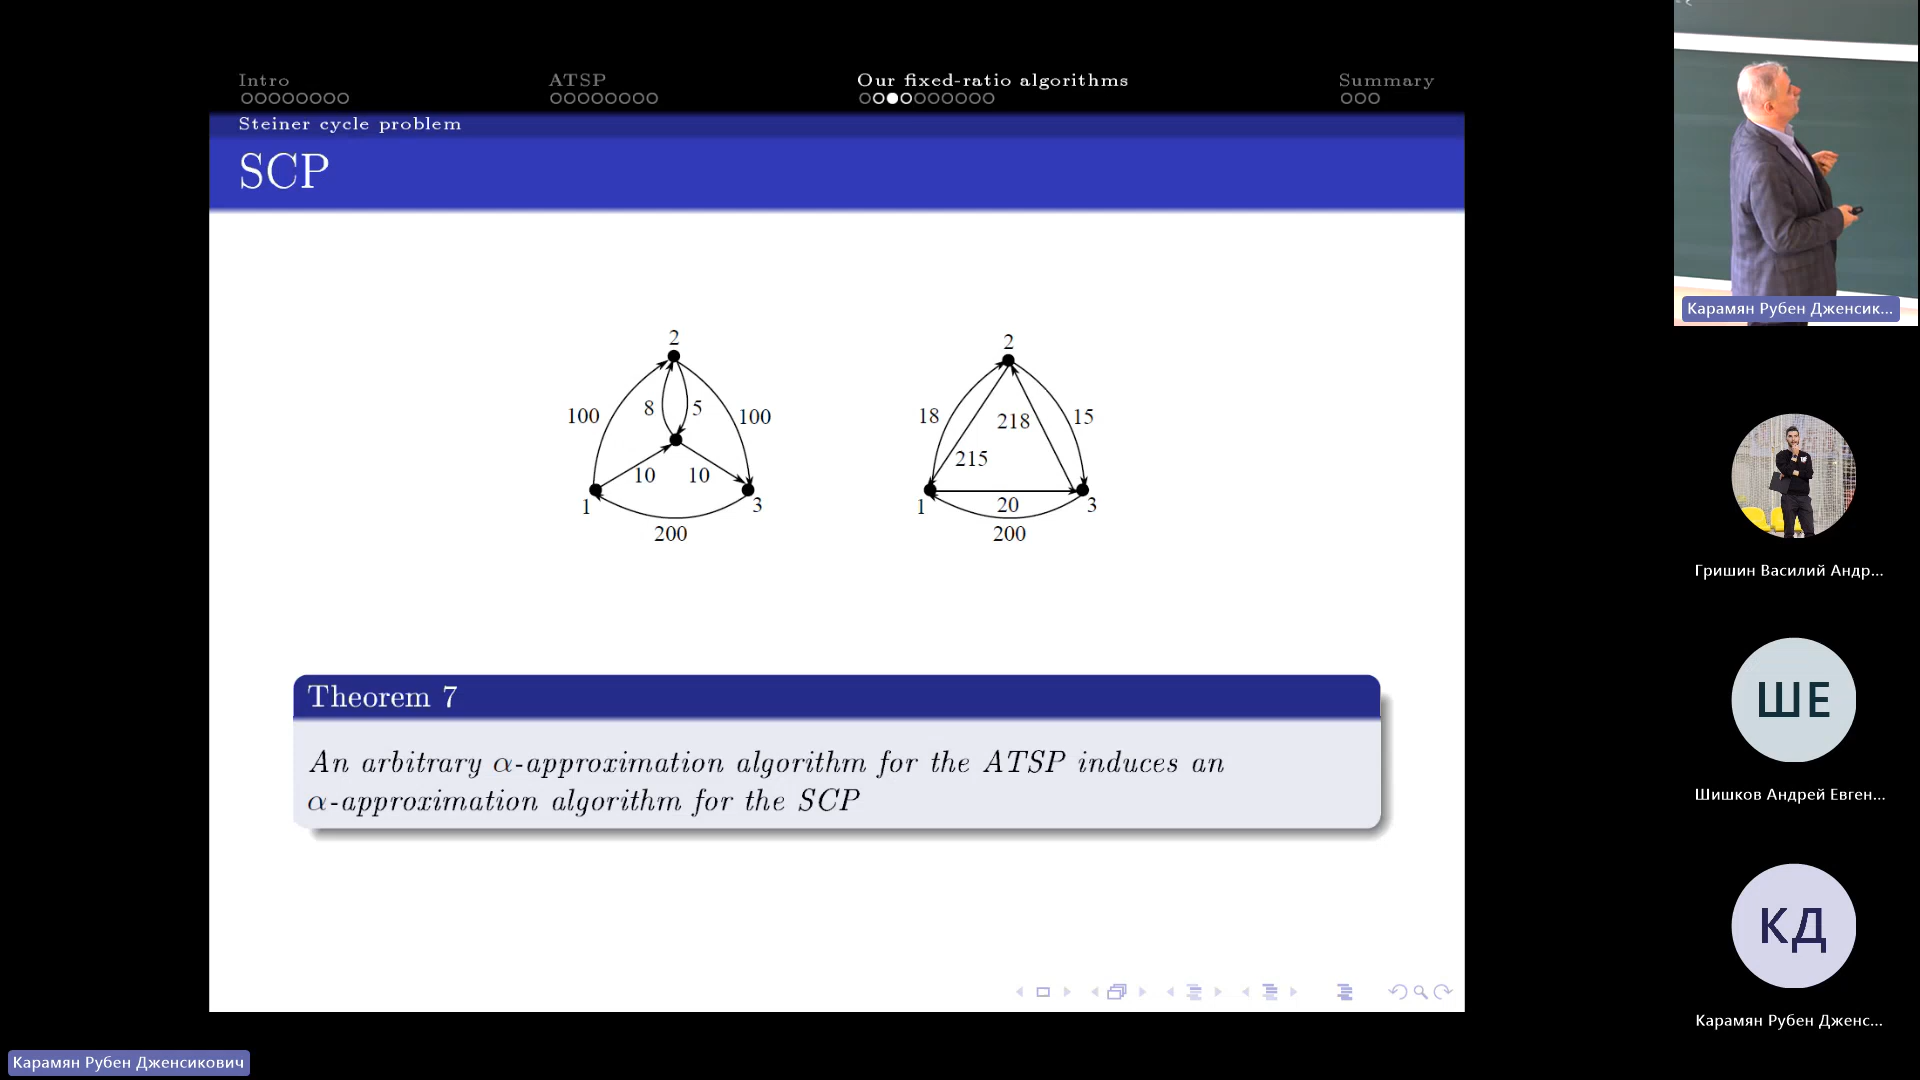 Intro
ATSP
Our fixed-ratio algorithms
Summary
Steiner cycle problem
SCP
2
100
8
5
100
10
10
1
3
200
2
18
218
15
215
1
20
3
200
Theorem 7
An arbitrary α-approximation algorithm for the ATSP induces an
α-approximation algorithm for the SCP
Карамян Рубен Дженсик...
Гришин Василий Андр...
ШЕ
Шишков Андрей Евген...
КД
Карамян Рубен Дженс...
Карамян Рубен Дженсикович